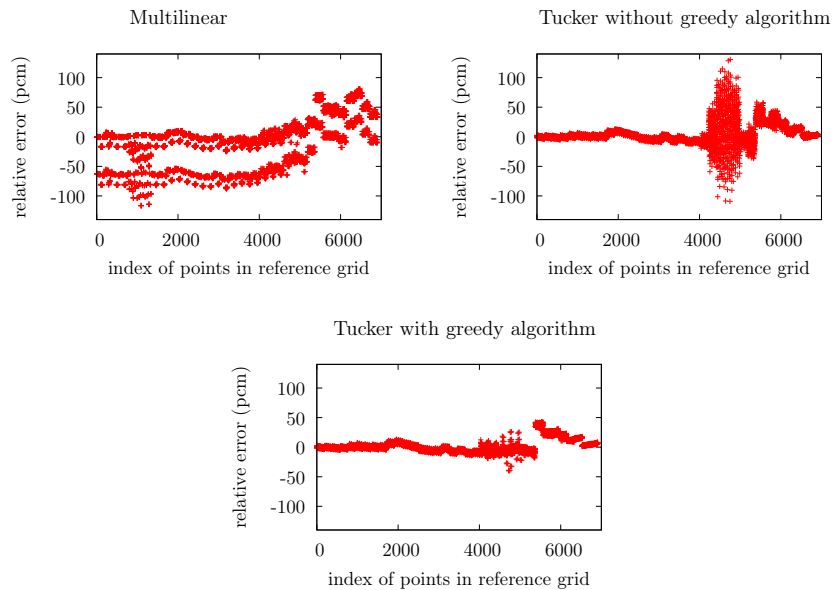 Multilinear
relative error (pcm)
100
50
0
-50
-100
0 2000 4000 6000
index of points in reference grid
Tucker without greedy algorithm
relative error (pcm)
100
50
0
-50
-100
0 2000 4000 6000
index of points in reference grid
Tucker with greedy algorithm
relative error (pcm)
100
50
0
-50
-100
0 2000 4000 6000
index of points in reference grid